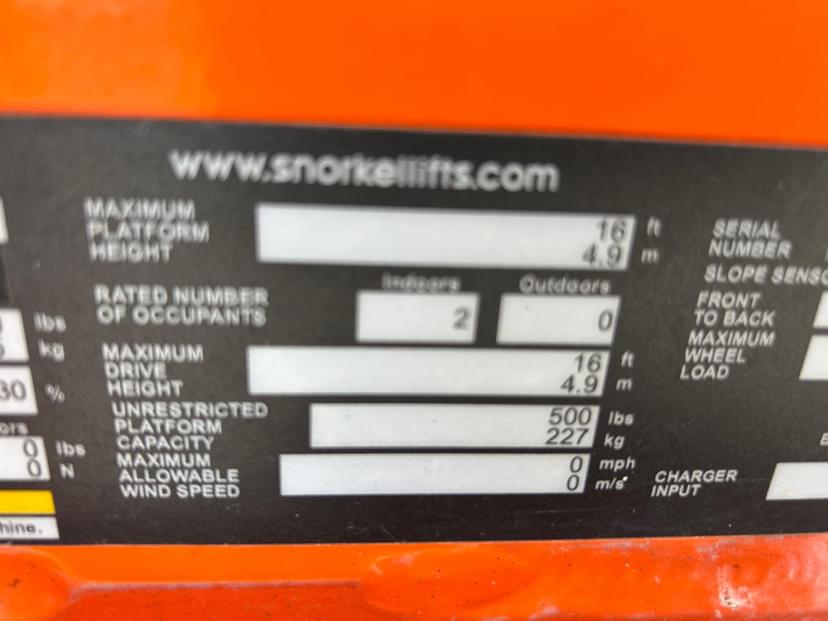 www.snorkellifts.com
MAXIMUM
PLATFORM
HEIGHT
16 ft
4.9 m
RATED NUMBER
OF OCCUPANTS
Indoors
2
Outdoors
0
MAXIMUM
DRIVE
HEIGHT
16 ft
4.9 m
UNRESTRICTED
PLATFORM
CAPACITY
500 lbs
227 kg
MAXIMUM
ALLOWABLE
WIND SPEED
0 mph
0 m/s
lbs
kg
30 %
ors
0 lbs
0 N
hine.
SERIAL
NUMBER
SLOPE SENSO
FRONT
TO BACK
MAXIMUM
WHEEL
LOAD
CHARGER
INPUT